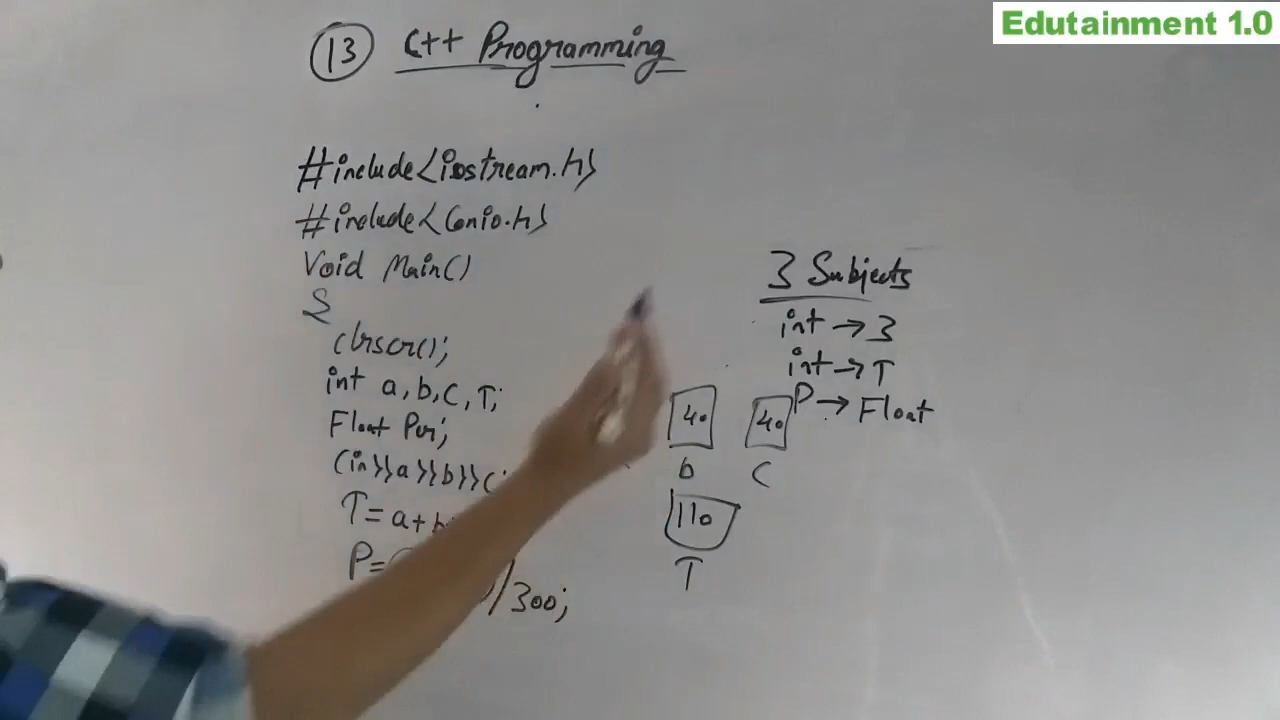 Edutainment 1.0
13 C++ Programming
#include<iostream.h>
#include<Conio.h>
Void Main()
{
clrscr();
int a, b, C, T;
Float Per;
Cin>>a>>b>>c;
T=a+b
P=
/300;
3 Subjects
int→3
int→T
P→Float
40 40
b C
110
T